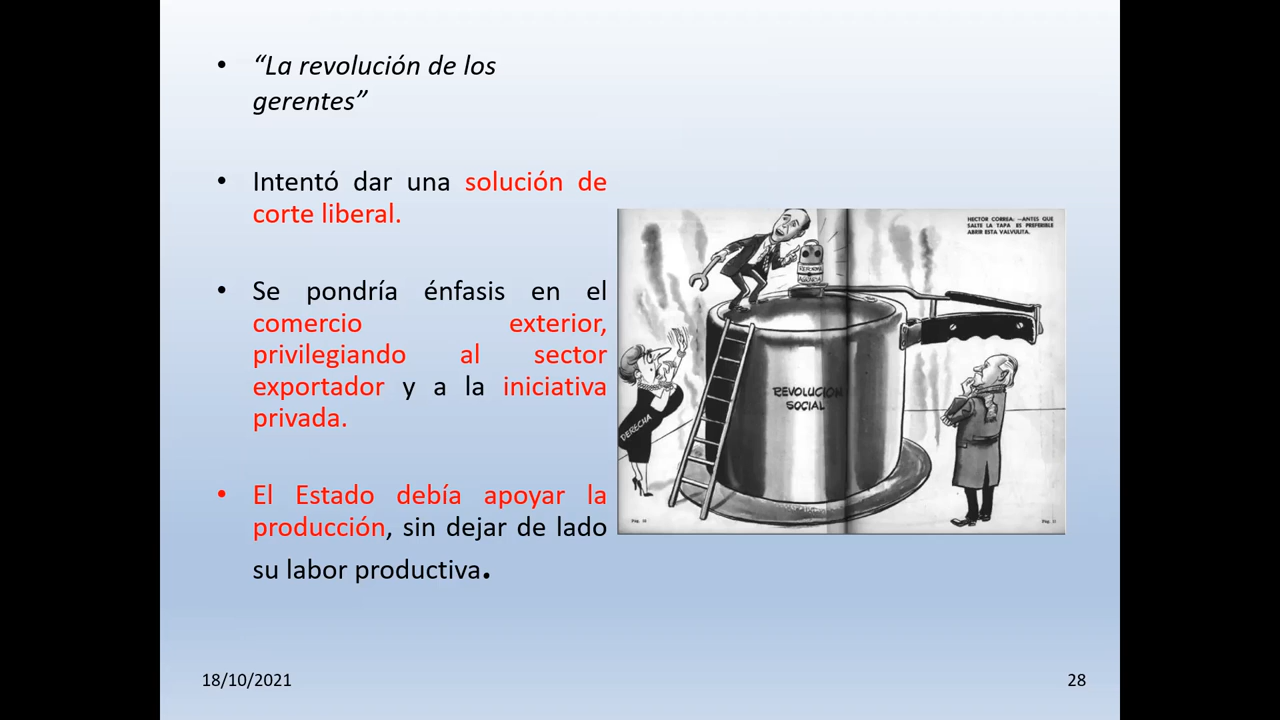 • “La revolución de los
gerentes”
• Intentó dar una solución de
corte liberal.
• Se pondría énfasis en el
comercio exterior,
privilegiando al sector
exportador y a la iniciativa
privada.
• El Estado debía apoyar la
producción, sin dejar de lado
su labor productiva.
HECTOR CORREA: —ANTES QUE
SALTE LA TAPA ES PREFERIBLE
ABRIR ESTA VALVULITA.
REFORMA
AGRARIA
REVOLUCION
SOCIAL
DERECHA
18/10/2021
28